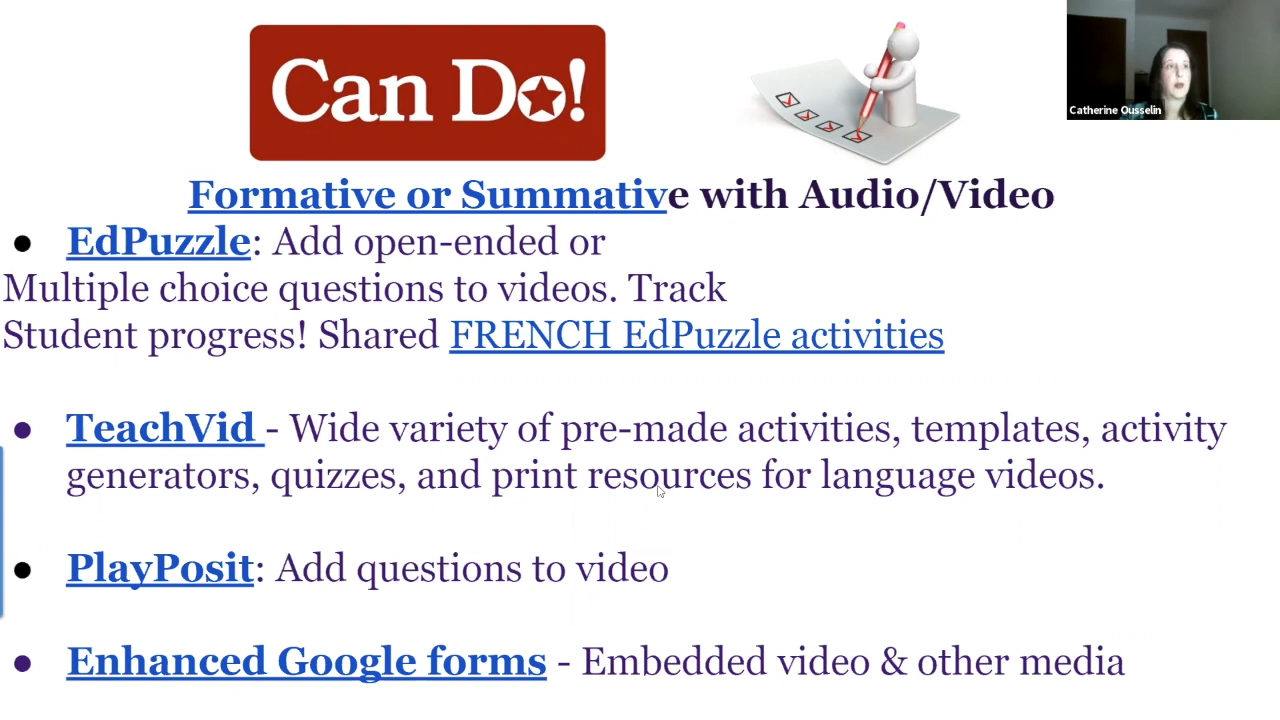 Can Do!
Catherine Ousselin
Formative or Summative with Audio/Video
● EdPuzzle: Add open-ended or
Multiple choice questions to videos. Track
Student progress! Shared FRENCH EdPuzzle activities
● TeachVid - Wide variety of pre-made activities, templates, activity
generators, quizzes, and print resources for language videos.
● PlayPosit: Add questions to video
● Enhanced Google forms - Embedded video & other media